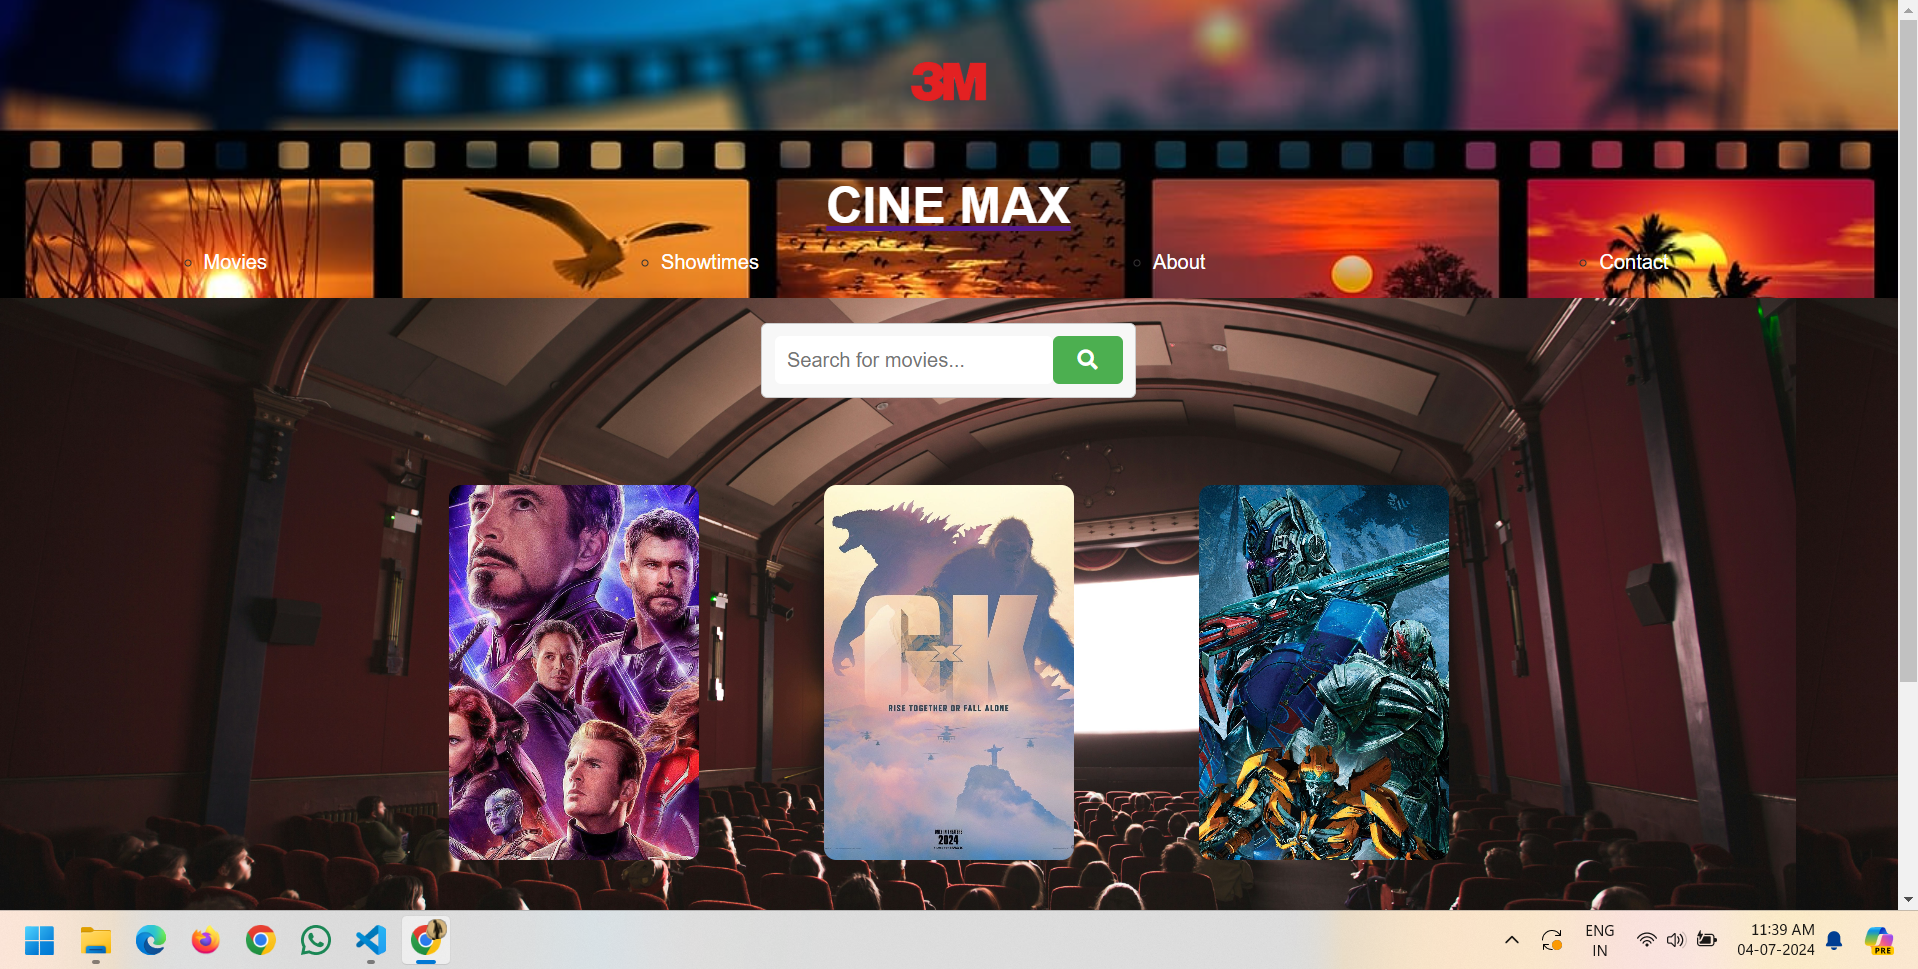 3M
CINE MAX
Movies
Showtimes
About
Contact
Search for movies...
GK
x
RISE TOGETHER OR FALL ALONE
2024
ENG
IN
11:39 AM
04-07-2024
PRE